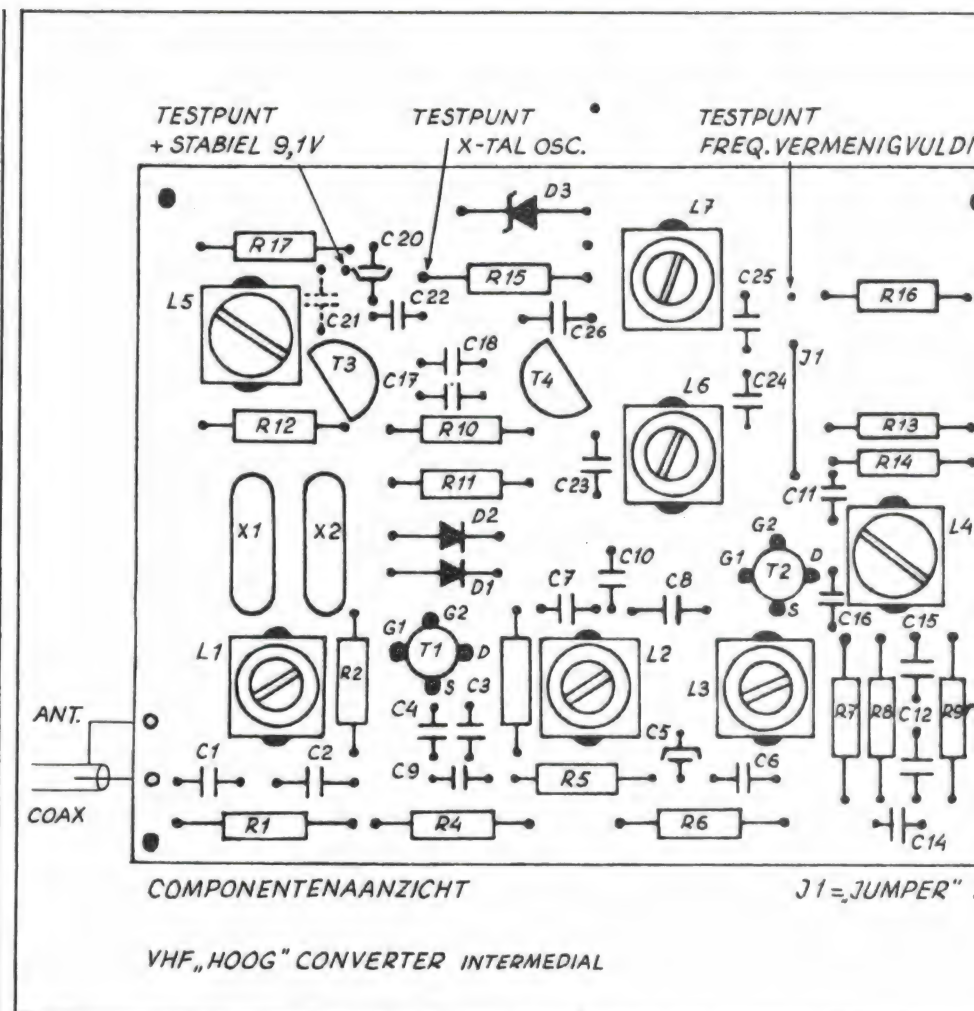 TESTPUNT
+ STABIEL 9,1V
TESTPUNT
X-TAL OSC.
TESTPUNT
FREQ. VERMENIGVULDI
D3
L7
R17
C20
R15
C25
R16
L5
C21
C22
C26
J1
T3
C18
C17
T4
L6
C24
R12
R10
R13
R14
R11
C23
C11
X1
X2
D2
D1
G2
G1
T2
D
S
L4
C10
C7
C8
C16
C15
L1
R2
G1
G2
T1
D
S
C4
C3
L2
L3
R7
R8
C12
R9
ANT.
C1
C2
C9
R5
C5
C6
COAX
R1
R4
R6
C14
COMPONENTENAANZICHT
J1 = „JUMPER"
VHF „HOOG" CONVERTER INTERMEDIAL